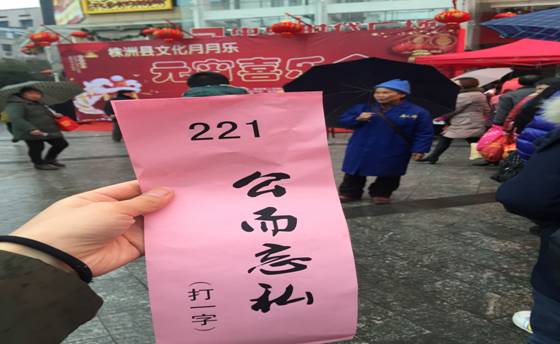 株洲县文化月月乐
元宵喜乐会
221
公而忘私
(打一字)